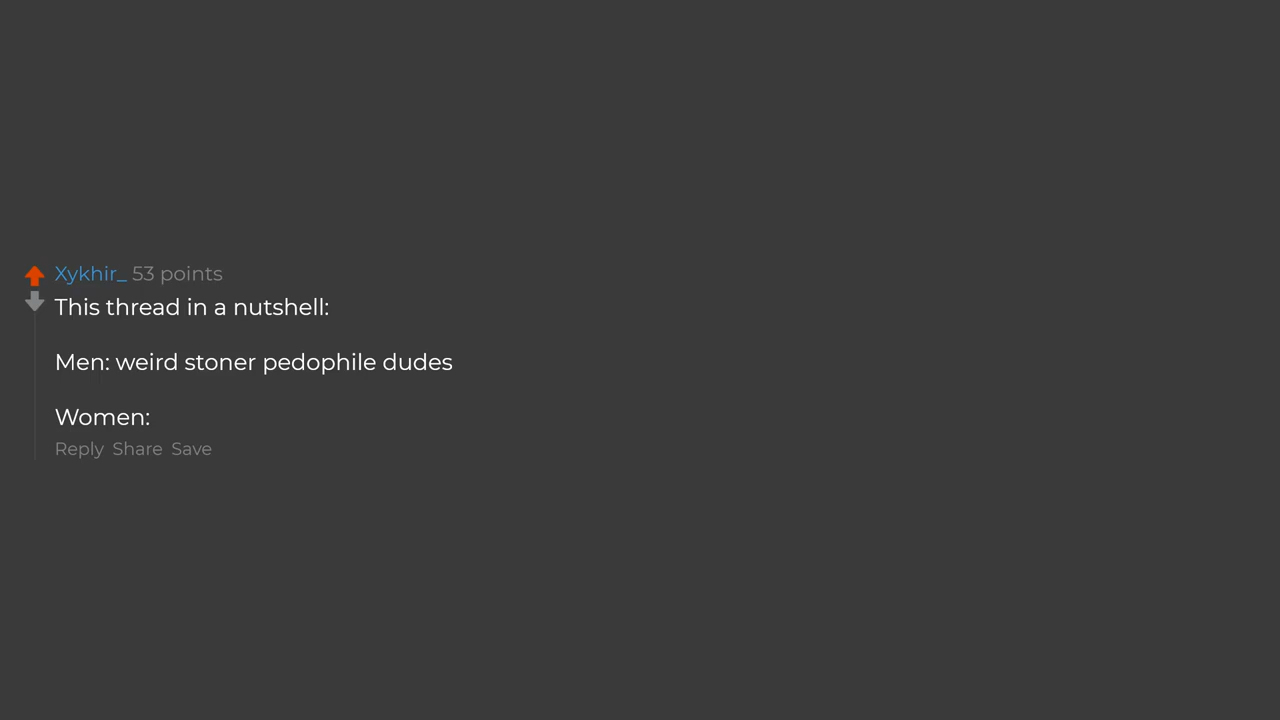 Xykhir_ 53 points
This thread in a nutshell:
Men: weird stoner pedophile dudes
Women:
Reply Share Save